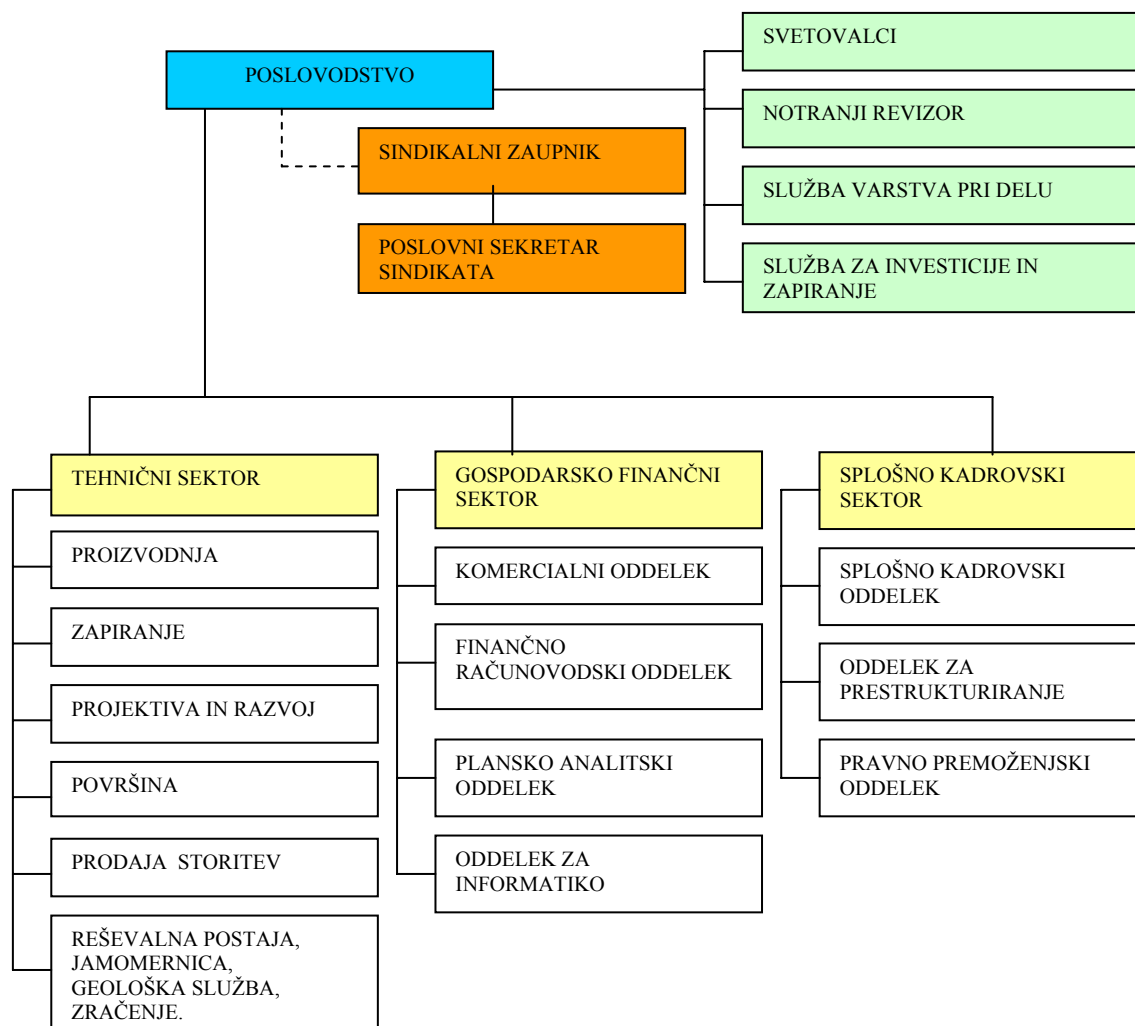 POSLOVODSTVO
SVETOVALCI
NOTRANJI REVIZOR
SLUŽBA VARSTVA PRI DELU
SLUŽBA ZA INVESTICIJE IN
ZAPIRANJE
SINDIKALNI ZAUPNIK
POSLOVNI SEKRETAR
SINDIKATA
TEHNIČNI SEKTOR
PROIZVODNJA
ZAPIRANJE
PROJEKTIVA IN RAZVOJ
POVRŠINA
PRODAJA  STORITEV
REŠEVALNA POSTAJA,
JAMOMERNICA,
GEOLOŠKA SLUŽBA,
ZRAČENJE.
GOSPODARSKO FINANČNI
SEKTOR
KOMERCIALNI ODDELEK
FINANČNO
RAČUNOVODSKI ODDELEK
PLANSKO ANALITSKI
ODDELEK
ODDELEK ZA
INFORMATIKO
SPLOŠNO KADROVSKI
SEKTOR
SPLOŠNO KADROVSKI
ODDELEK
ODDELEK ZA
PRESTRUKTURIRANJE
PRAVNO PREMOŽENJSKI
ODDELEK